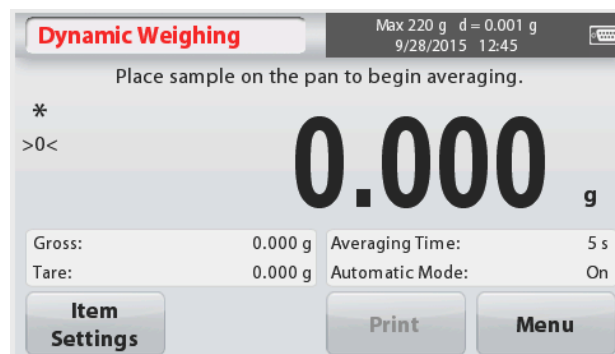 Dynamic Weighing
Max 220 g d = 0.001 g
9/28/2015 12:45
Place sample on the pan to begin averaging.
*
>0<
0.000 g
Gross: 0.000 g Averaging Time: 5 s
Tare: 0.000 g Automatic Mode: On
Item
Settings
Print
Menu